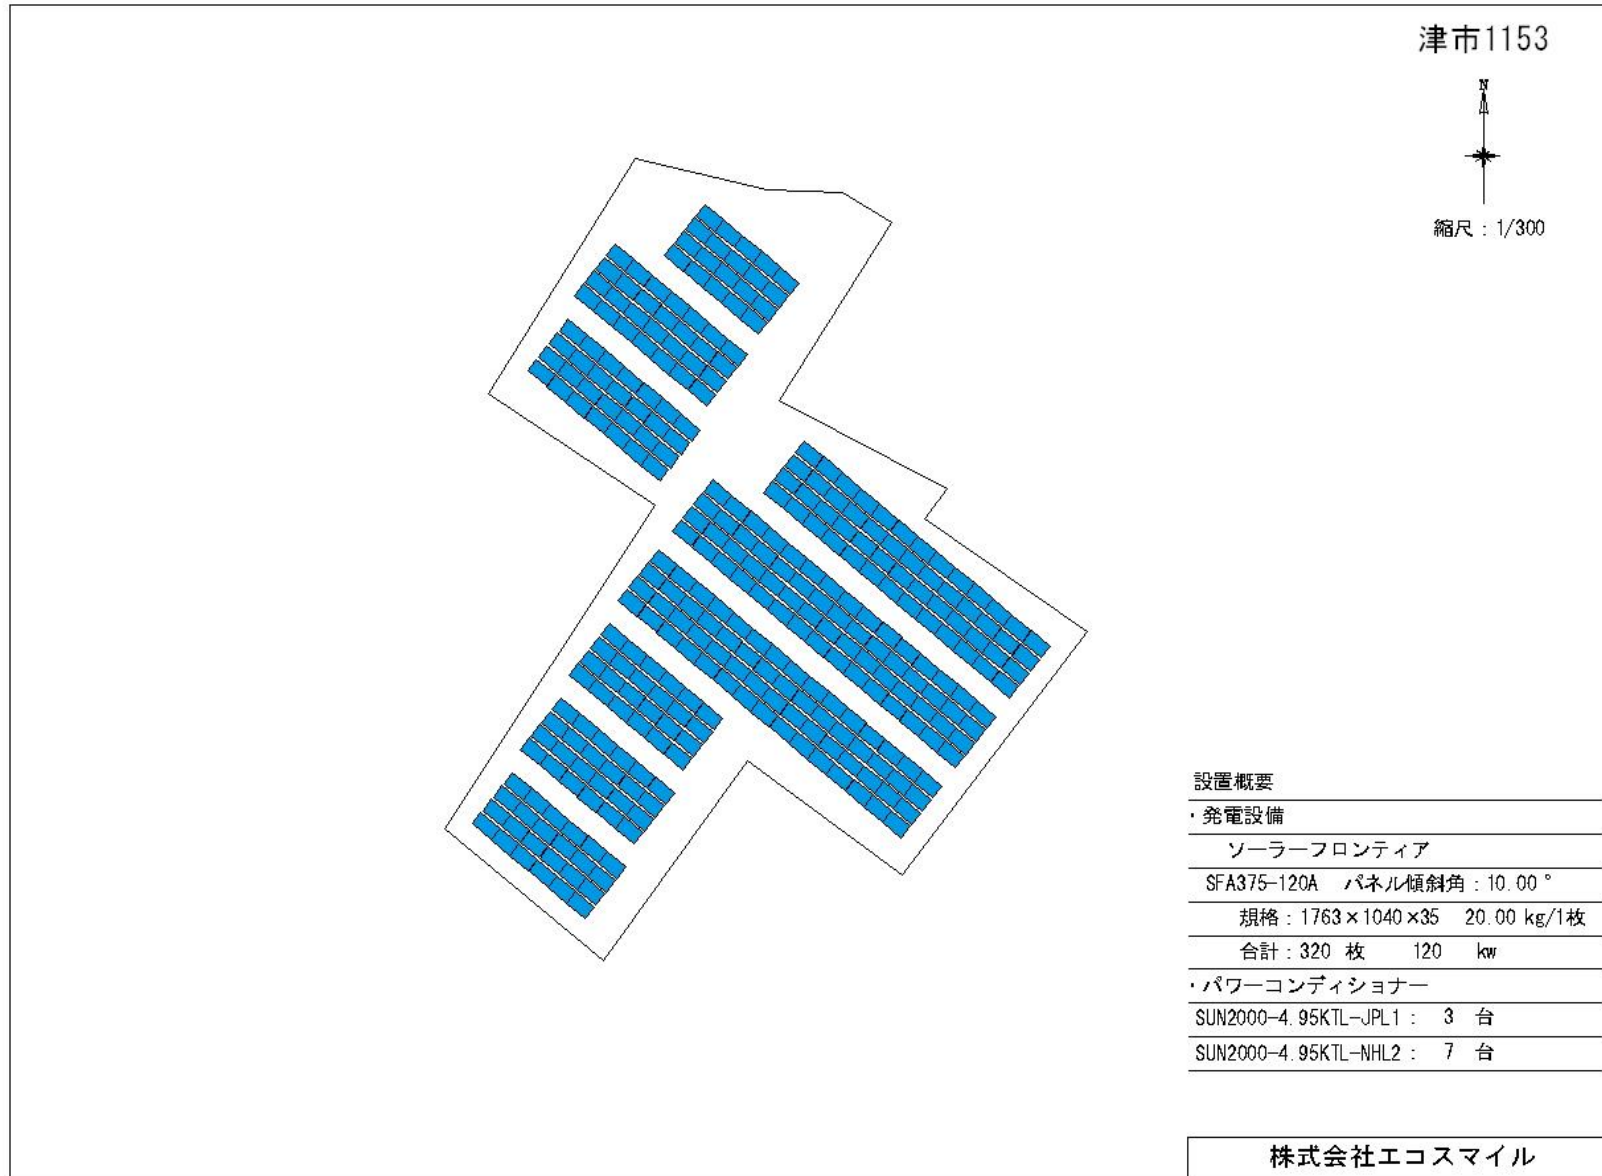 津市1153
N
縮尺：1/300
設置概要
・発電設備
ソーラーフロンティア
SFA375-120A　パネル傾斜角：10.00°
規格：1763×1040×35　20.00 kg/1枚
合計：320 枚　120　kw
・パワーコンディショナー
SUN2000-4.95KTL-JPL1：　3　台
SUN2000-4.95KTL-NHL2：　7　台
株式会社エコスマイル